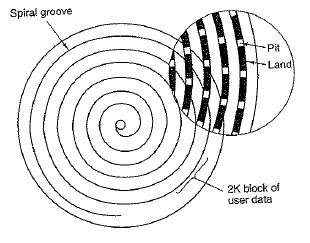 Spiral groove
Pit
Land
2K block of
user data